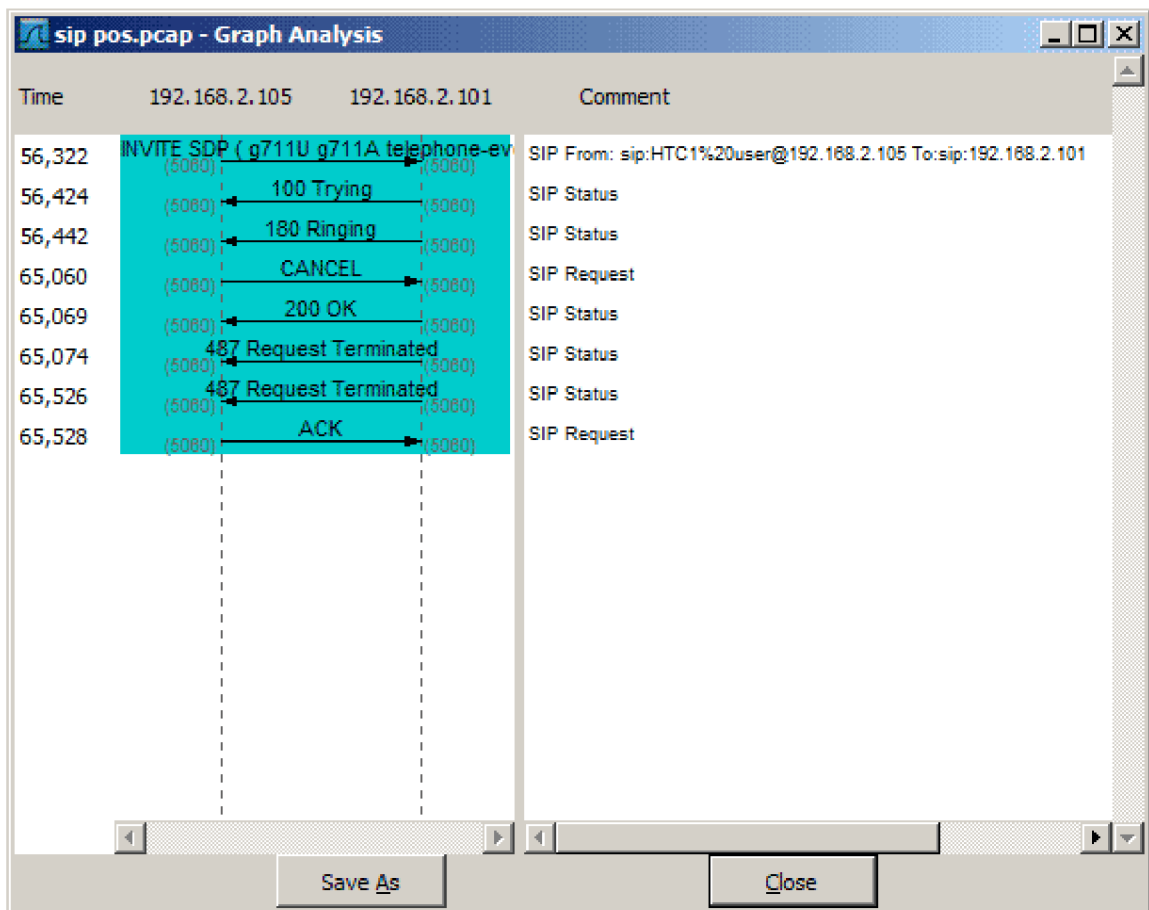 sip pos.pcap - Graph Analysis
Time 192.168.2.105 192.168.2.101 Comment
56,322 INVITE SDP ( g711U g711A telephone-ev SIP From: sip:HTC1%20user@192.168.2.105 To:sip:192.168.2.101
(5060) (5060)
56,424 100 Trying SIP Status
(5060) (5060)
56,442 180 Ringing SIP Status
(5060) (5060)
65,060 CANCEL SIP Request
(5060) (5060)
65,069 200 OK SIP Status
(5060) (5060)
65,074 487 Request Terminated SIP Status
(5060) (5060)
65,526 487 Request Terminated SIP Status
(5060) (5060)
65,528 ACK SIP Request
(5060) (5060)
Save As Close